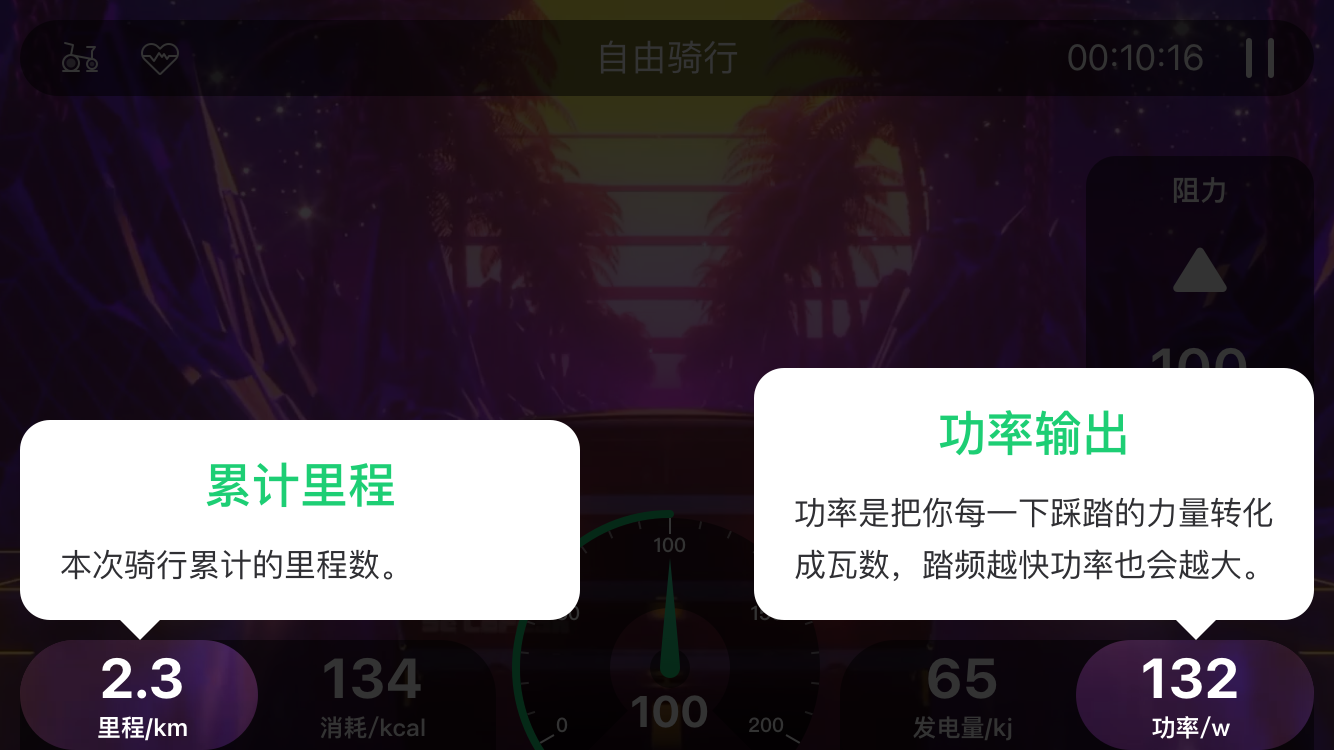 自由骑行
00:10:16
阻力
100
功率输出
功率是把你每一下踩踏的力量转化
成瓦数，踏频越快功率也会越大。
累计里程
本次骑行累计的里程数。
100
0
200
100
2.3
里程/km
134
消耗/kcal
65
发电量/kj
132
功率/w